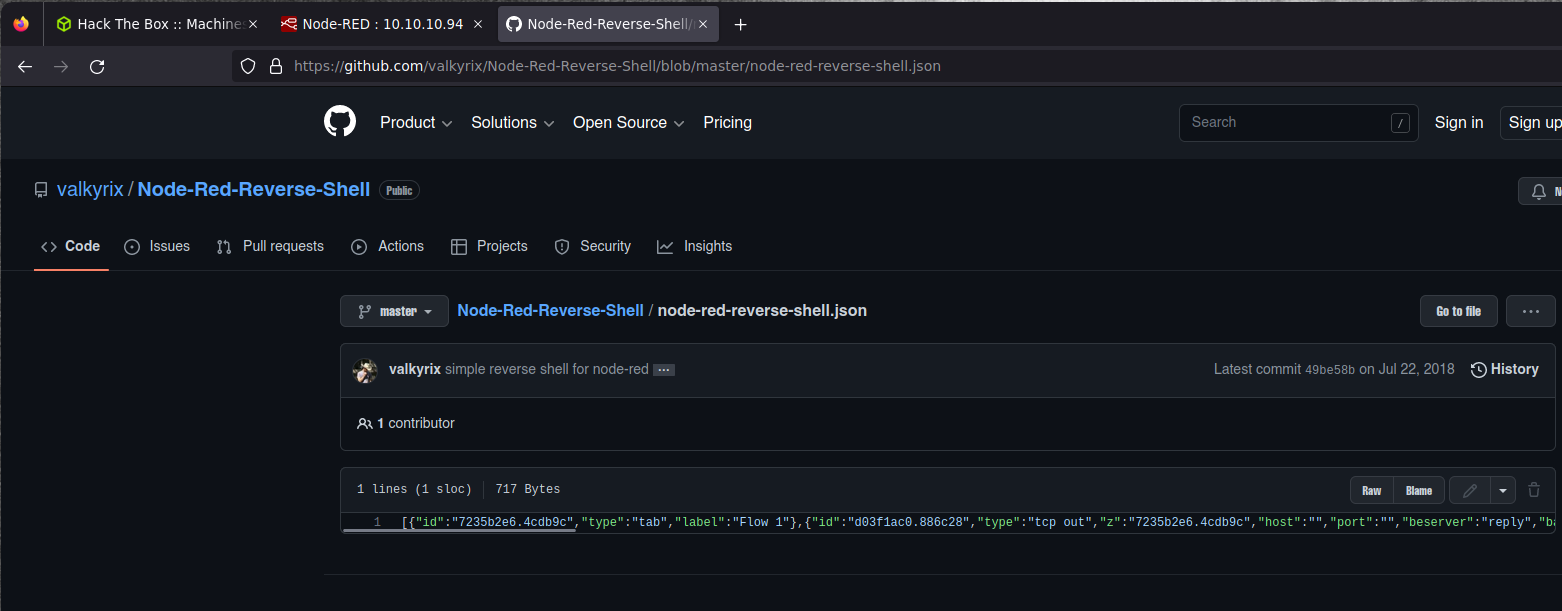 Hack The Box :: Machine
Node-RED : 10.10.10.94
Node-Red-Reverse-Shell/
https://github.com/valkyrix/Node-Red-Reverse-Shell/blob/master/node-red-reverse-shell.json
Product Solutions Open Source Pricing
Search / Sign in Sign up
valkyrix / Node-Red-Reverse-Shell Public
Code Issues Pull requests Actions Projects Security Insights
master Node-Red-Reverse-Shell / node-red-reverse-shell.json Go to file ...
valkyrix simple reverse shell for node-red ... Latest commit 49be58b on Jul 22, 2018 History
1 contributor
1 lines (1 sloc) 717 Bytes Raw Blame
1 [{"id":"7235b2e6.4cdb9c","type":"tab","label":"Flow 1"},{"id":"d03f1ac0.886c28","type":"tcp out","z":"7235b2e6.4cdb9c","host":"","port":"","beserver":"reply","ba